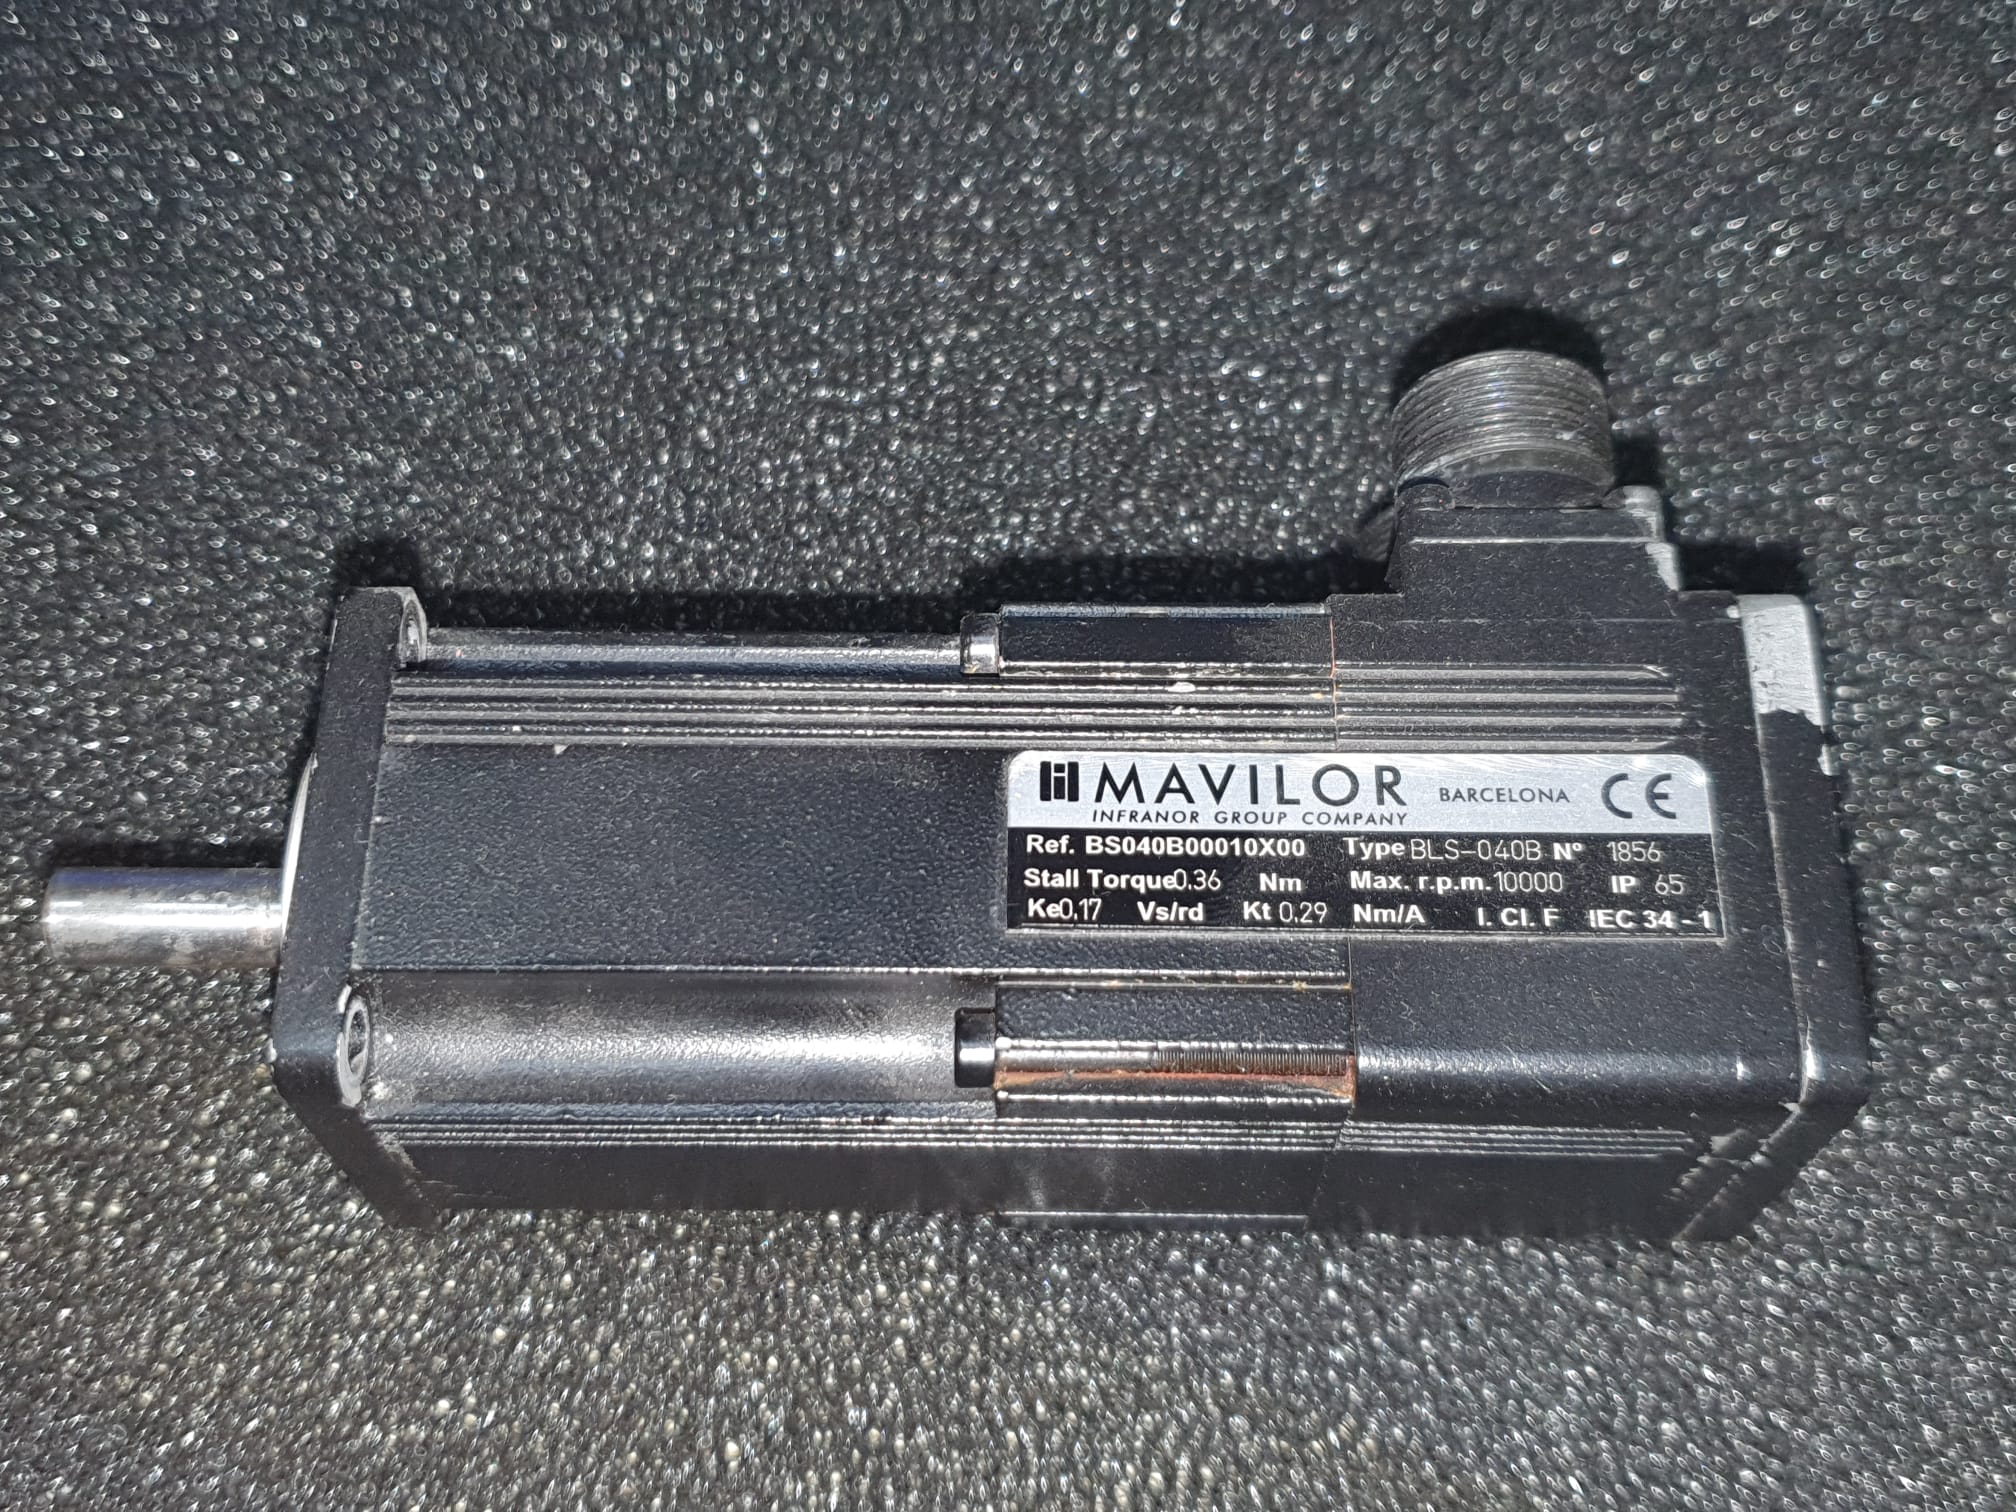 MAVILOR BARCELONA CE
INFRANOR GROUP COMPANY
Ref. BS040B00010X00 Type BLS-040B Nº 1856
Stall Torque 0.36 Nm Max. r.p.m. 10000 IP 65
Ke 0.17 Vs/rd Kt 0.29 Nm/A I. Cl. F IEC 34 - 1